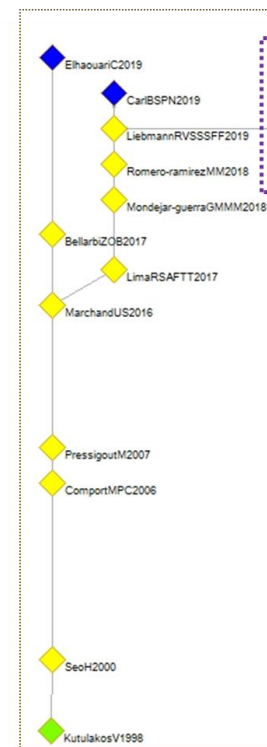 ElhaouariC2019
CarlBSPN2019
LiebmannRVSSSFF2019
Romero-ramirezMM2018
Mondejar-guerraGMMM2018
BellarbiZOB2017
LimaRSAFTT2017
MarchandUS2016
PressigoutM2007
ComportMPC2006
SeoH2000
KutulakosV1998